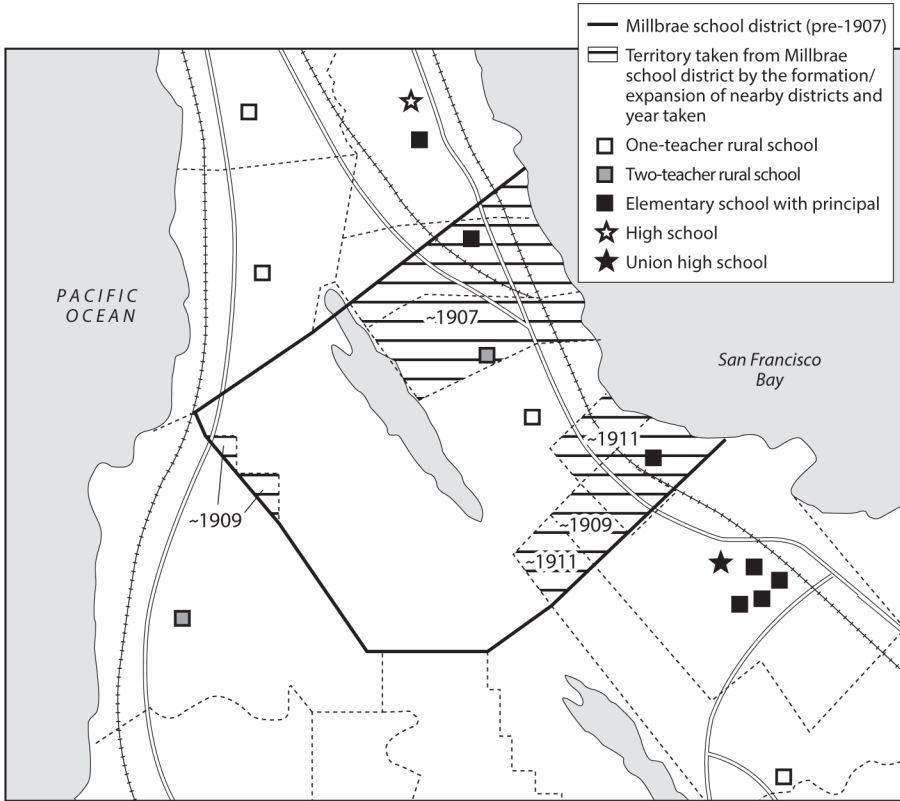 Millbrae school district (pre-1907)
Territory taken from Millbrae
school district by the formation/
expansion of nearby districts and
year taken
One-teacher rural school
Two-teacher rural school
Elementary school with principal
High school
Union high school
PACIFIC
OCEAN
~1907
San Francisco
Bay
~1911
~1909
~1909
~1911